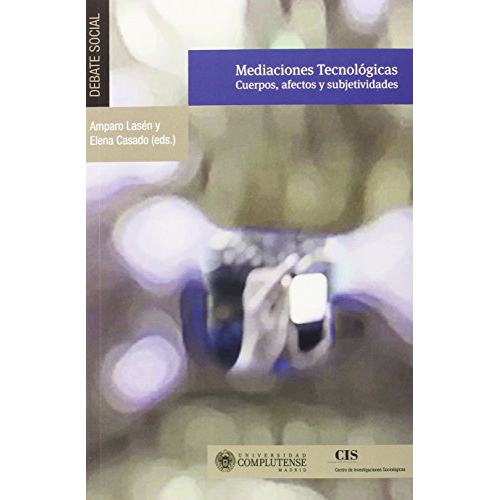 DEBATE SOCIAL
Mediaciones Tecnológicas
Cuerpos, afectos y subjetividades
Amparo Lasén y
Elena Casado (eds.)
UNIVERSIDAD
COMPLUTENSE
MADRID
CIS
Centro de Investigaciones Sociológicas